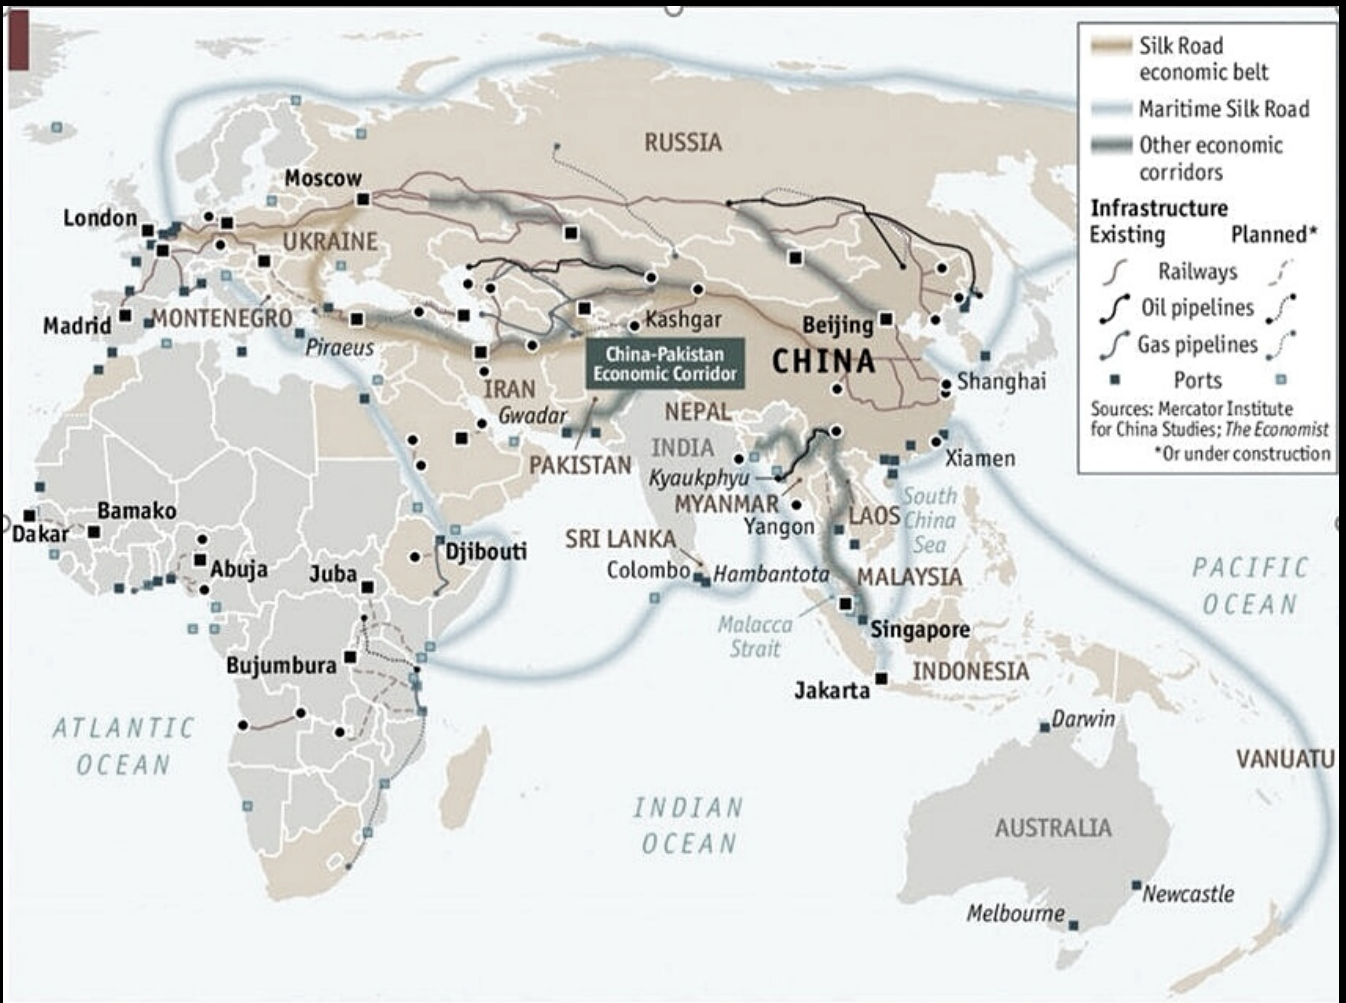 Silk Road
economic belt
Maritime Silk Road
Other economic
corridors
Infrastructure
Existing Planned*
Railways
Oil pipelines
Gas pipelines
Ports
Sources: Mercator Institute
for China Studies; The Economist
*Or under construction
RUSSIA
Moscow
London
UKRAINE
Madrid
MONTENEGRO
Piraeus
Kashgar
Beijing
CHINA
China-Pakistan
Economic Corridor
Shanghai
IRAN
Gwadar
NEPAL
INDIA
PAKISTAN
Kyaukphyu
Xiamen
MYANMAR
Yangon
LAOS
South
China
Sea
Dakar
Bamako
Abuja
Juba
Djibouti
SRI LANKA
Colombo
Hambantota
MALAYSIA
Malacca
Strait
Singapore
PACIFIC
OCEAN
Bujumbura
Jakarta
INDONESIA
ATLANTIC
OCEAN
Darwin
VANUATU
INDIAN
OCEAN
AUSTRALIA
Newcastle
Melbourne